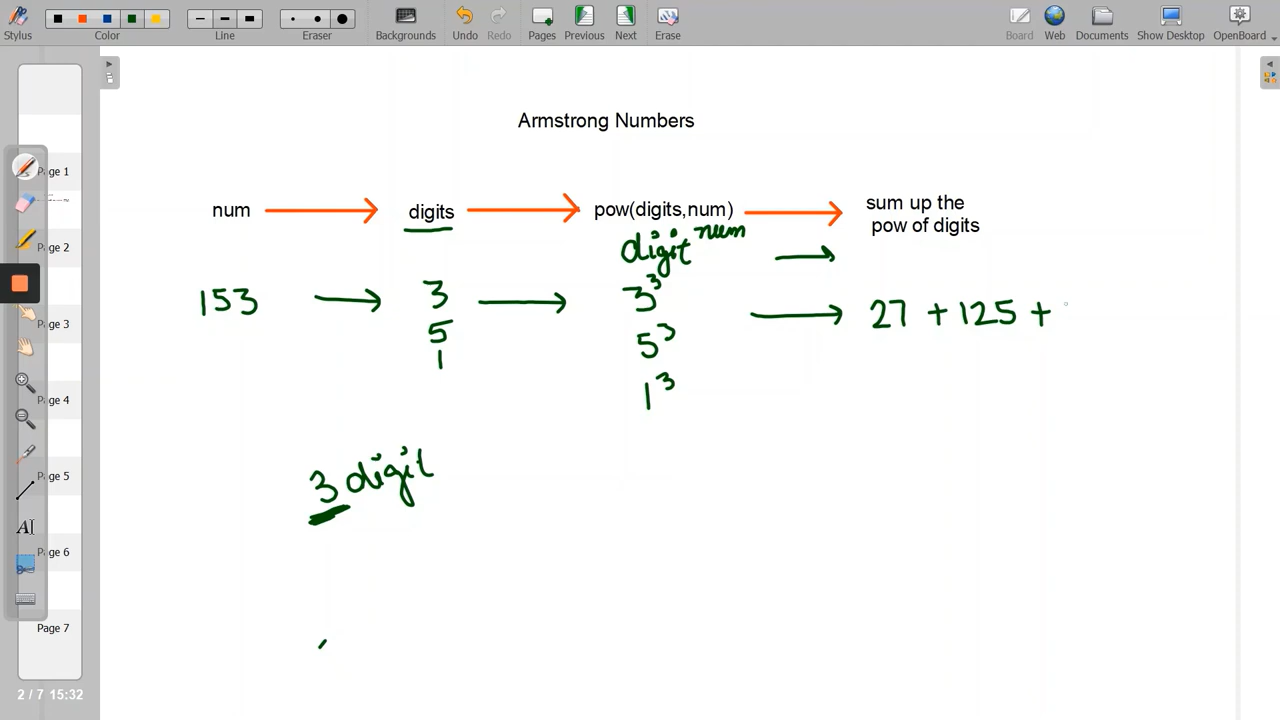 Stylus Color Line Eraser Backgrounds Undo Redo Pages Previous Next Erase Board Web Documents Show Desktop OpenBoard
Page 1
Page 2
Page 3
Page 4
Page 5
Page 6
Page 7
2 / 7 15:32
AI
Armstrong Numbers
num digits pow(digits,num) sum up the
pow of digits
digit^num
153 3 3^3 27 + 125 +
5 5^3
1 1^3
3 digit